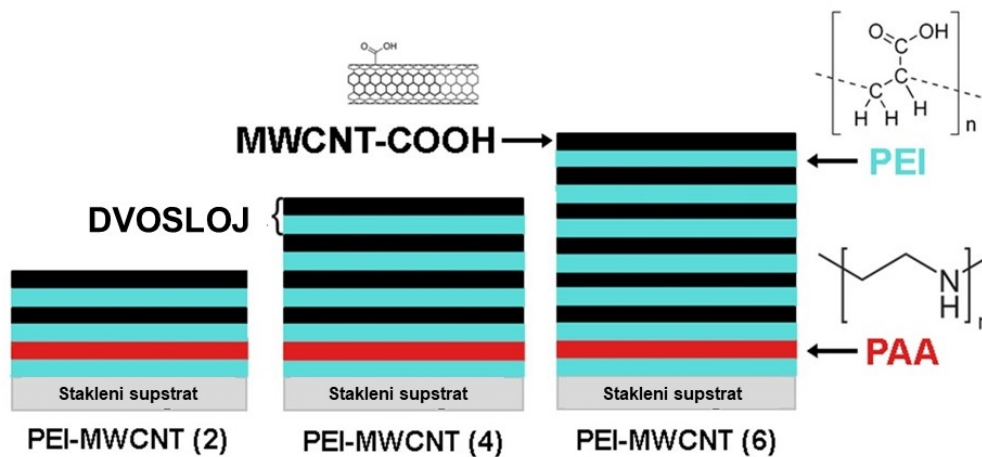 O
OH
O
OH
C
C
C
H
H
H
n
MWCNT-COOH
PEI
DVOSLOJ
N
H
n
PAA
Stakleni supstrat
Stakleni supstrat
Stakleni supstrat
PEI-MWCNT (2)
PEI-MWCNT (4)
PEI-MWCNT (6)